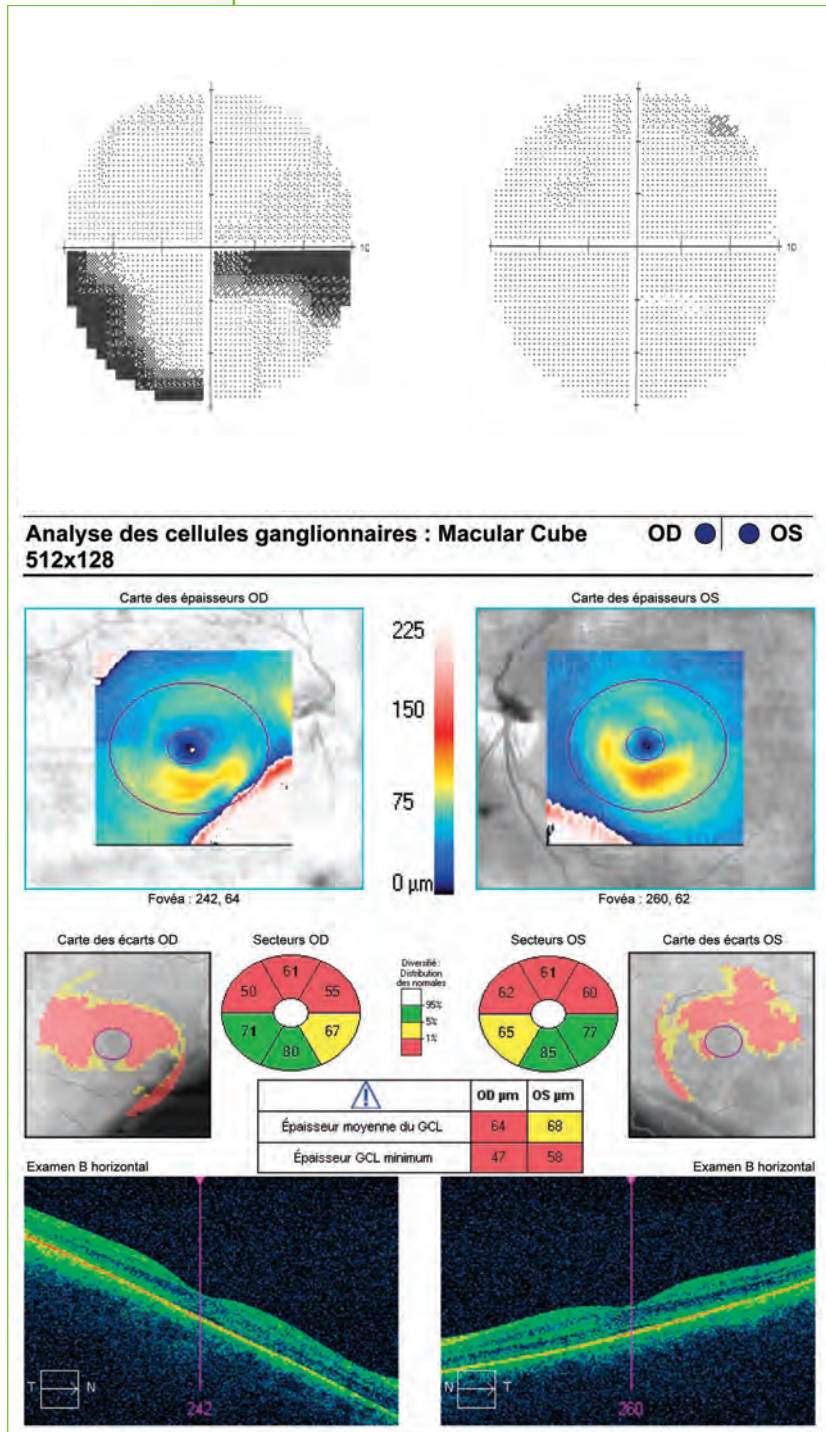 10
10
Analyse des cellules ganglionnaires : Macular Cube 512x128
OD OS
Carte des épaisseurs OD
Carte des épaisseurs OS
225
150
75
0 µm
Fovéa : 242, 64
Fovéa : 260, 62
Carte des écarts OD
Secteurs OD
Diversifié :
Distribution
des normales
95%
5%
1%
Secteurs OS
Carte des écarts OS
61
50
55
71
67
80
61
62
60
65
77
85
OD µm
OS µm
Épaisseur moyenne du GCL
64
68
Épaisseur GCL minimum
47
58
Examen B horizontal
Examen B horizontal
T N
242
N T
260